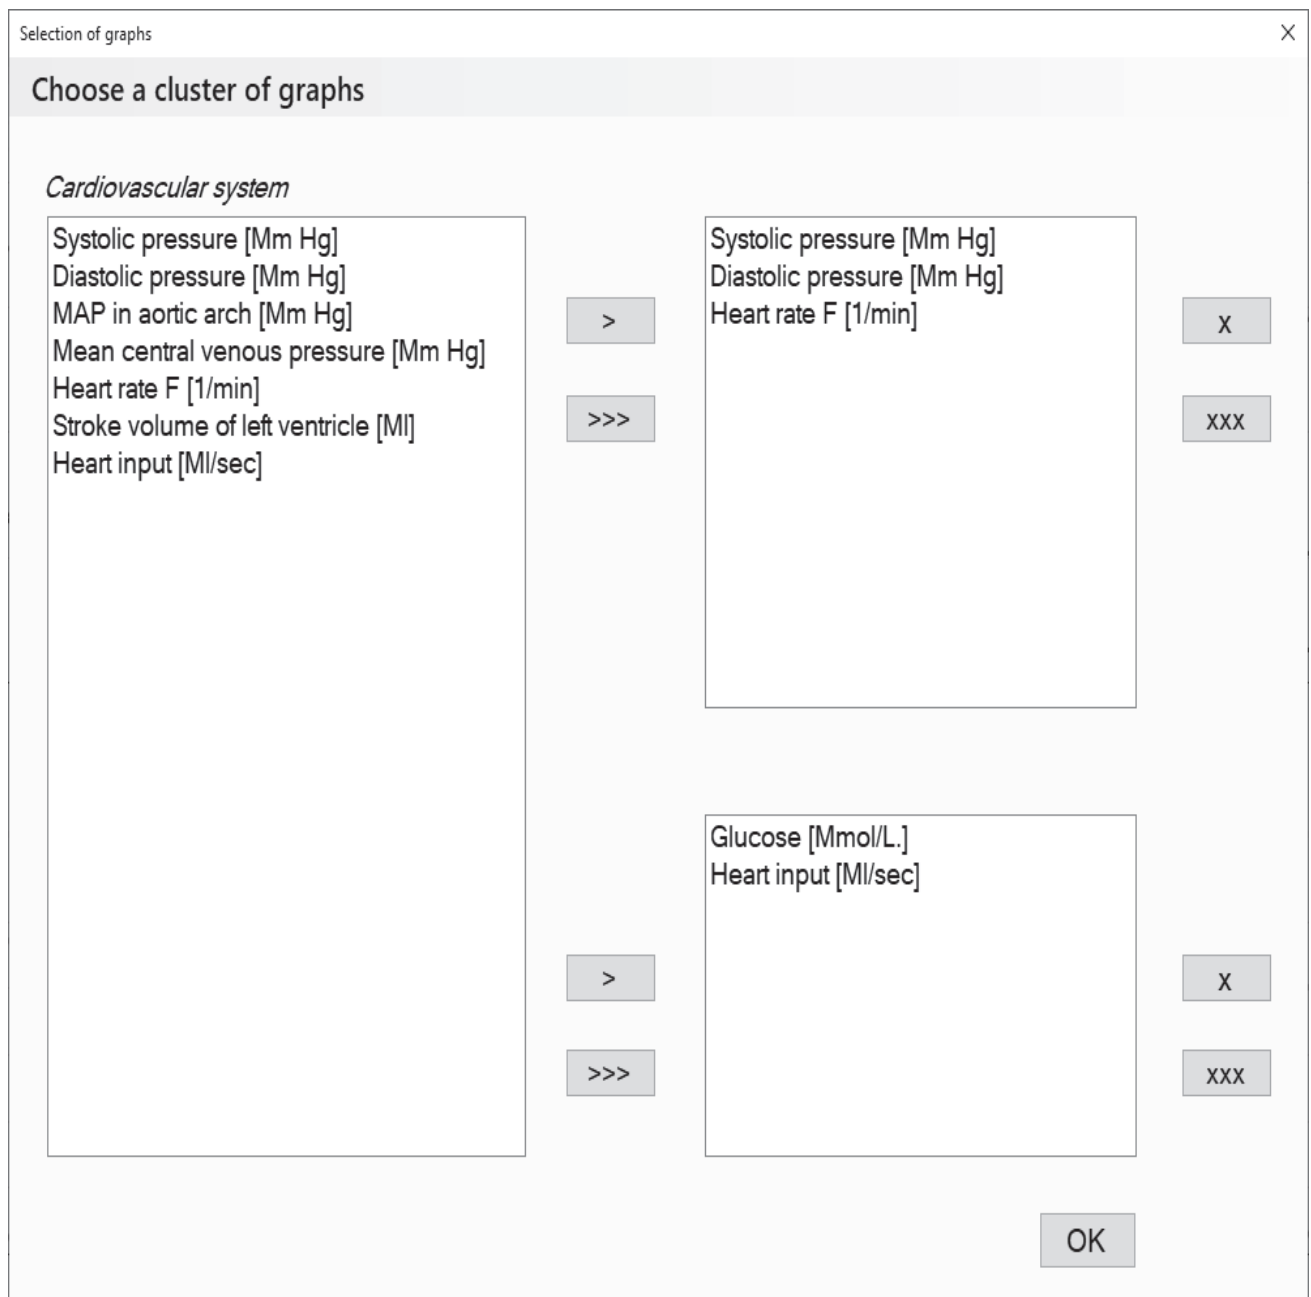 Selection of graphs
X
Choose a cluster of graphs
Cardiovascular system
Systolic pressure [Mm Hg]
Diastolic pressure [Mm Hg]
MAP in aortic arch [Mm Hg]
Mean central venous pressure [Mm Hg]
Heart rate F [1/min]
Stroke volume of left ventricle [Ml]
Heart input [Ml/sec]
>
>>>
Systolic pressure [Mm Hg]
Diastolic pressure [Mm Hg]
Heart rate F [1/min]
x
xxx
>
>>>
Glucose [Mmol/L.]
Heart input [Ml/sec]
x
xxx
OK